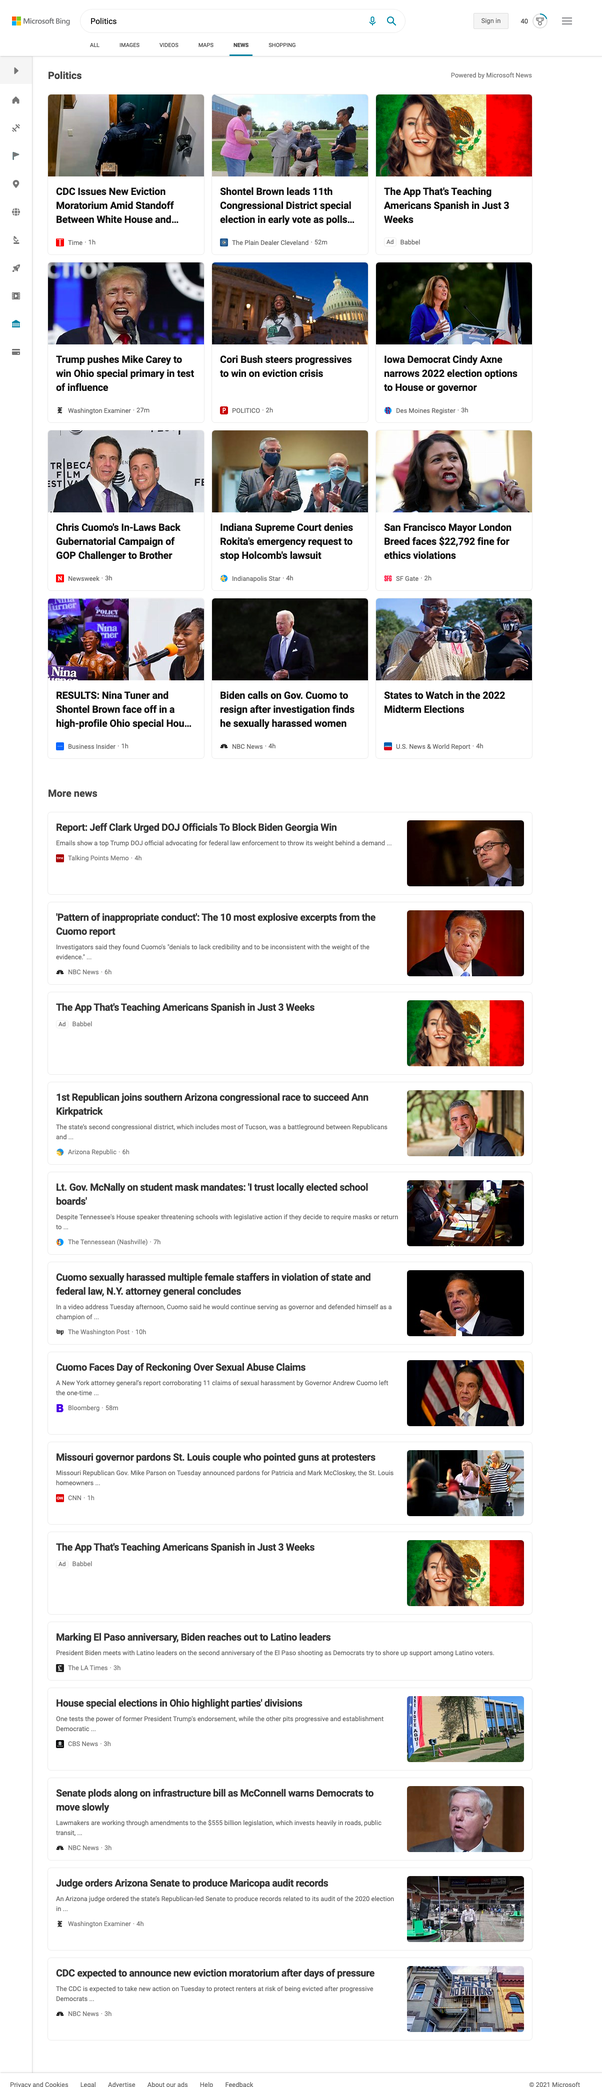 Microsoft Bing
Politics
Sign in
40
ALL
IMAGES
VIDEOS
MAPS
NEWS
SHOPPING
Politics
Powered by Microsoft News
CDC Issues New Eviction
Moratorium Amid Standoff
Between White House and...
Time · 1h
Shontel Brown leads 11th
Congressional District special
election in early vote as polls...
The Plain Dealer Cleveland · 52m
The App That's Teaching
Americans Spanish in Just 3
Weeks
Ad Babbel
Trump pushes Mike Carey to
win Ohio special primary in test
of influence
Washington Examiner · 27m
Cori Bush steers progressives
to win on eviction crisis
POLITICO · 2h
Iowa Democrat Cindy Axne
narrows 2022 election options
to House or governor
Des Moines Register · 3h
Chris Cuomo's In-Laws Back
Gubernatorial Campaign of
GOP Challenger to Brother
Newsweek · 3h
Indiana Supreme Court denies
Rokita's emergency request to
stop Holcomb's lawsuit
Indianapolis Star · 4h
San Francisco Mayor London
Breed faces $22,792 fine for
ethics violations
SF Gate · 2h
RESULTS: Nina Tuner and
Shontel Brown face off in a
high-profile Ohio special Hou...
Business Insider · 1h
Biden calls on Gov. Cuomo to
resign after investigation finds
he sexually harassed women
NBC News · 4h
States to Watch in the 2022
Midterm Elections
U.S. News & World Report · 4h
More news
Report: Jeff Clark Urged DOJ Officials To Block Biden Georgia Win
Emails show a top Trump DOJ official advocating for federal law enforcement to throw its weight behind a demand ...
Talking Points Memo · 4h
'Pattern of inappropriate conduct': The 10 most explosive excerpts from the
Cuomo report
Investigators said they found Cuomo's "denials to lack credibility and to be inconsistent with the weight of the
evidence." ...
NBC News · 6h
The App That's Teaching Americans Spanish in Just 3 Weeks
Ad Babbel
1st Republican joins southern Arizona congressional race to succeed Ann
Kirkpatrick
The state's second congressional district, which includes most of Tucson, was a battleground between Republicans
and ...
Arizona Republic · 6h
Lt. Gov. McNally on student mask mandates: 'I trust locally elected school
boards'
Despite Tennessee's House speaker threatening schools with legislative action if they decide to require masks or return
to ...
The Tennessean (Nashville) · 7h
Cuomo sexually harassed multiple female staffers in violation of state and
federal law, N.Y. attorney general concludes
In a video address Tuesday afternoon, Cuomo said he would continue serving as governor and defended himself as a
champion of ...
The Washington Post · 10h
Cuomo Faces Day of Reckoning Over Sexual Abuse Claims
A New York attorney general's report corroborating 11 claims of sexual harassment by Governor Andrew Cuomo left
the one-time ...
Bloomberg · 58m
Missouri governor pardons St. Louis couple who pointed guns at protesters
Missouri Republican Gov. Mike Parson on Tuesday announced pardons for Patricia and Mark McCloskey, the St. Louis
homeowners ...
CNN · 1h
The App That's Teaching Americans Spanish in Just 3 Weeks
Ad Babbel
Marking El Paso anniversary, Biden reaches out to Latino leaders
President Biden meets with Latino leaders on the second anniversary of the El Paso shooting as Democrats try to shore up support among Latino voters.
The LA Times · 3h
House special elections in Ohio highlight parties' divisions
One tests the power of former President Trump's endorsement, while the other pits progressive and establishment
Democratic ...
CBS News · 3h
Senate plods along on infrastructure bill as McConnell warns Democrats to
move slowly
Lawmakers are working through amendments to the $555 billion legislation, which invests heavily in roads, public
transit, ...
NBC News · 3h
Judge orders Arizona Senate to produce Maricopa audit records
An Arizona judge ordered the state's Republican-led Senate to produce records related to its audit of the 2020 election
in ...
Washington Examiner · 4h
CDC expected to announce new eviction moratorium after days of pressure
The CDC is expected to take new action on Tuesday to protect renters at risk of being evicted after progressive
Democrats ...
NBC News · 3h
Privacy and Cookies
Legal
Advertise
About our ads
Help
Feedback
© 2021 Microsoft